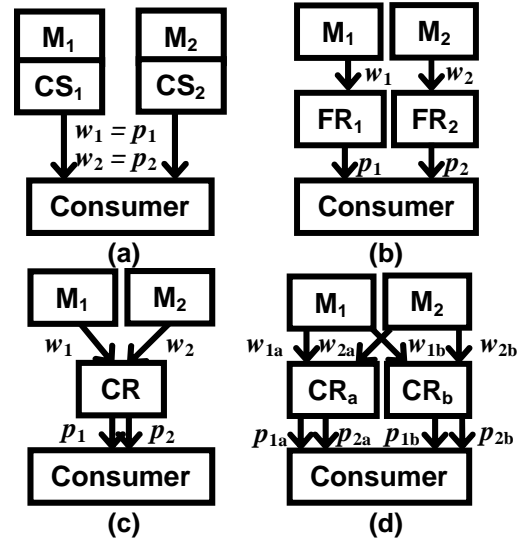 M₁ M₂
CS₁ CS₂
w₁ = p₁
w₂ = p₂
Consumer
(a)
M₁ M₂
w₁ w₂
FR₁ FR₂
p₁ p₂
Consumer
(b)
M₁ M₂
w₁ w₂
CR
p₁ p₂
Consumer
(c)
M₁ M₂
w₁ₐ w₂ₐ w₁b w₂b
CRₐ CRb
p₁ₐ p₂ₐ p₁b p₂b
Consumer
(d)